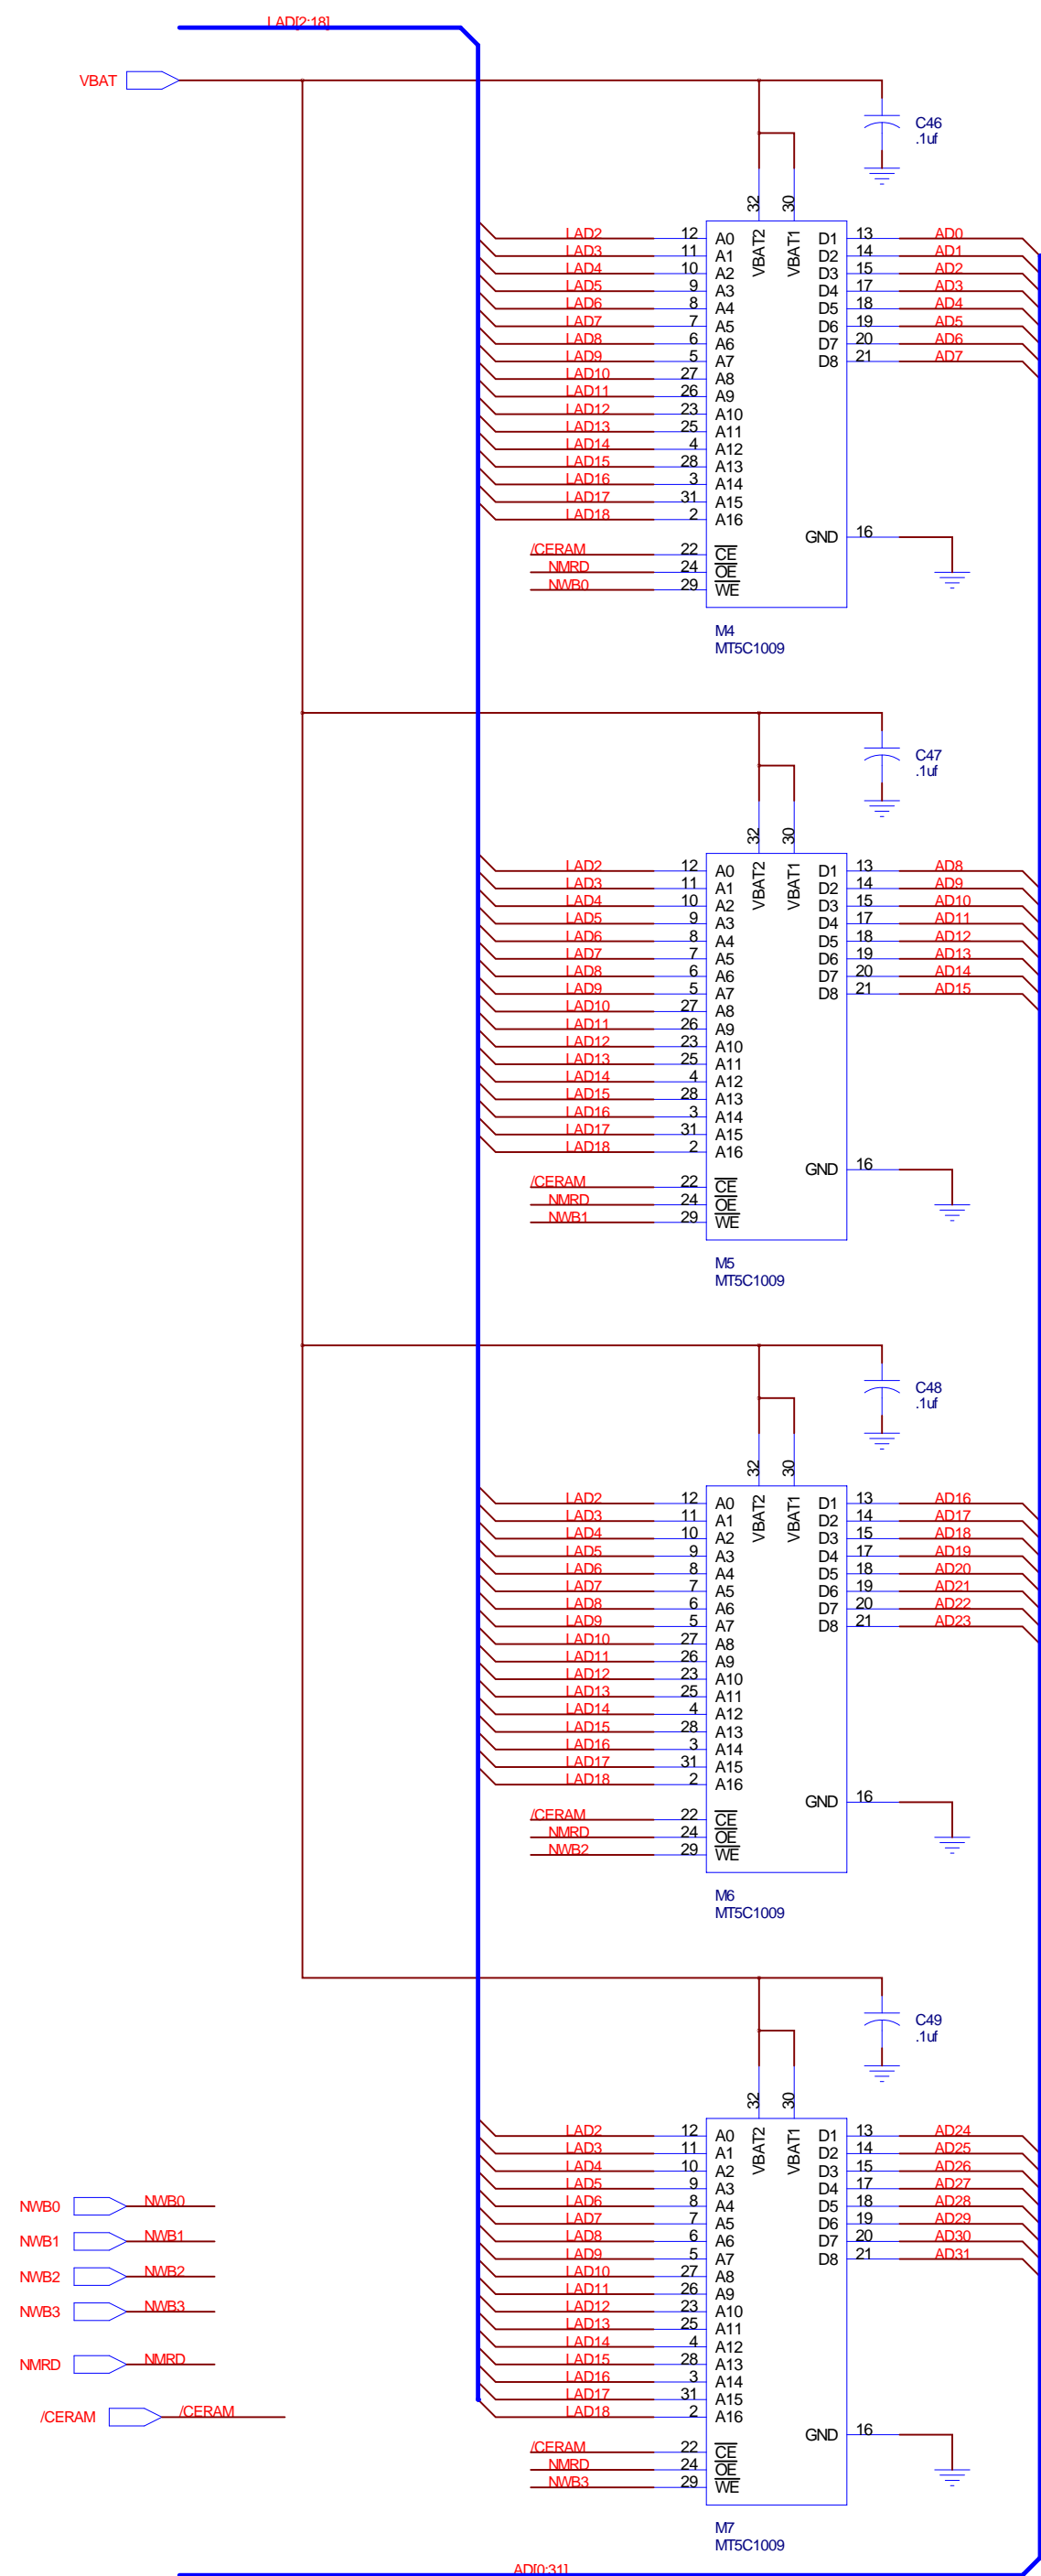 LAD[2:18]
VBAT
C46
.1uf
32 30
VBAT2 VBAT1
LAD2 12 A0 D1 13 AD0
LAD3 11 A1 D2 14 AD1
LAD4 10 A2 D3 15 AD2
LAD5 9 A3 D4 17 AD3
LAD6 8 A4 D5 18 AD4
LAD7 7 A5 D6 19 AD5
LAD8 6 A6 D7 20 AD6
LAD9 5 A7 D8 21 AD7
LAD10 27 A8
LAD11 26 A9
LAD12 23 A10
LAD13 25 A11
LAD14 4 A12
LAD15 28 A13
LAD16 3 A14
LAD17 31 A15
LAD18 2 A16
GND 16
/CERAM 22 CE
NMRD 24 OE
NWB0 29 WE
M4
MT5C1009
C47
.1uf
32 30
VBAT2 VBAT1
LAD2 12 A0 D1 13 AD8
LAD3 11 A1 D2 14 AD9
LAD4 10 A2 D3 15 AD10
LAD5 9 A3 D4 17 AD11
LAD6 8 A4 D5 18 AD12
LAD7 7 A5 D6 19 AD13
LAD8 6 A6 D7 20 AD14
LAD9 5 A7 D8 21 AD15
LAD10 27 A8
LAD11 26 A9
LAD12 23 A10
LAD13 25 A11
LAD14 4 A12
LAD15 28 A13
LAD16 3 A14
LAD17 31 A15
LAD18 2 A16
GND 16
/CERAM 22 CE
NMRD 24 OE
NWB1 29 WE
M5
MT5C1009
C48
.1uf
32 30
VBAT2 VBAT1
LAD2 12 A0 D1 13 AD16
LAD3 11 A1 D2 14 AD17
LAD4 10 A2 D3 15 AD18
LAD5 9 A3 D4 17 AD19
LAD6 8 A4 D5 18 AD20
LAD7 7 A5 D6 19 AD21
LAD8 6 A6 D7 20 AD22
LAD9 5 A7 D8 21 AD23
LAD10 27 A8
LAD11 26 A9
LAD12 23 A10
LAD13 25 A11
LAD14 4 A12
LAD15 28 A13
LAD16 3 A14
LAD17 31 A15
LAD18 2 A16
GND 16
/CERAM 22 CE
NMRD 24 OE
NWB2 29 WE
M6
MT5C1009
C49
.1uf
32 30
VBAT2 VBAT1
LAD2 12 A0 D1 13 AD24
LAD3 11 A1 D2 14 AD25
LAD4 10 A2 D3 15 AD26
LAD5 9 A3 D4 17 AD27
LAD6 8 A4 D5 18 AD28
LAD7 7 A5 D6 19 AD29
LAD8 6 A6 D7 20 AD30
LAD9 5 A7 D8 21 AD31
LAD10 27 A8
LAD11 26 A9
LAD12 23 A10
LAD13 25 A11
LAD14 4 A12
LAD15 28 A13
LAD16 3 A14
LAD17 31 A15
LAD18 2 A16
GND 16
/CERAM 22 CE
NMRD 24 OE
NWB3 29 WE
M7
MT5C1009
NWB0 NWB0
NWB1 NWB1
NWB2 NWB2
NWB3 NWB3
NMRD NMRD
/CERAM /CERAM
AD[0:31]